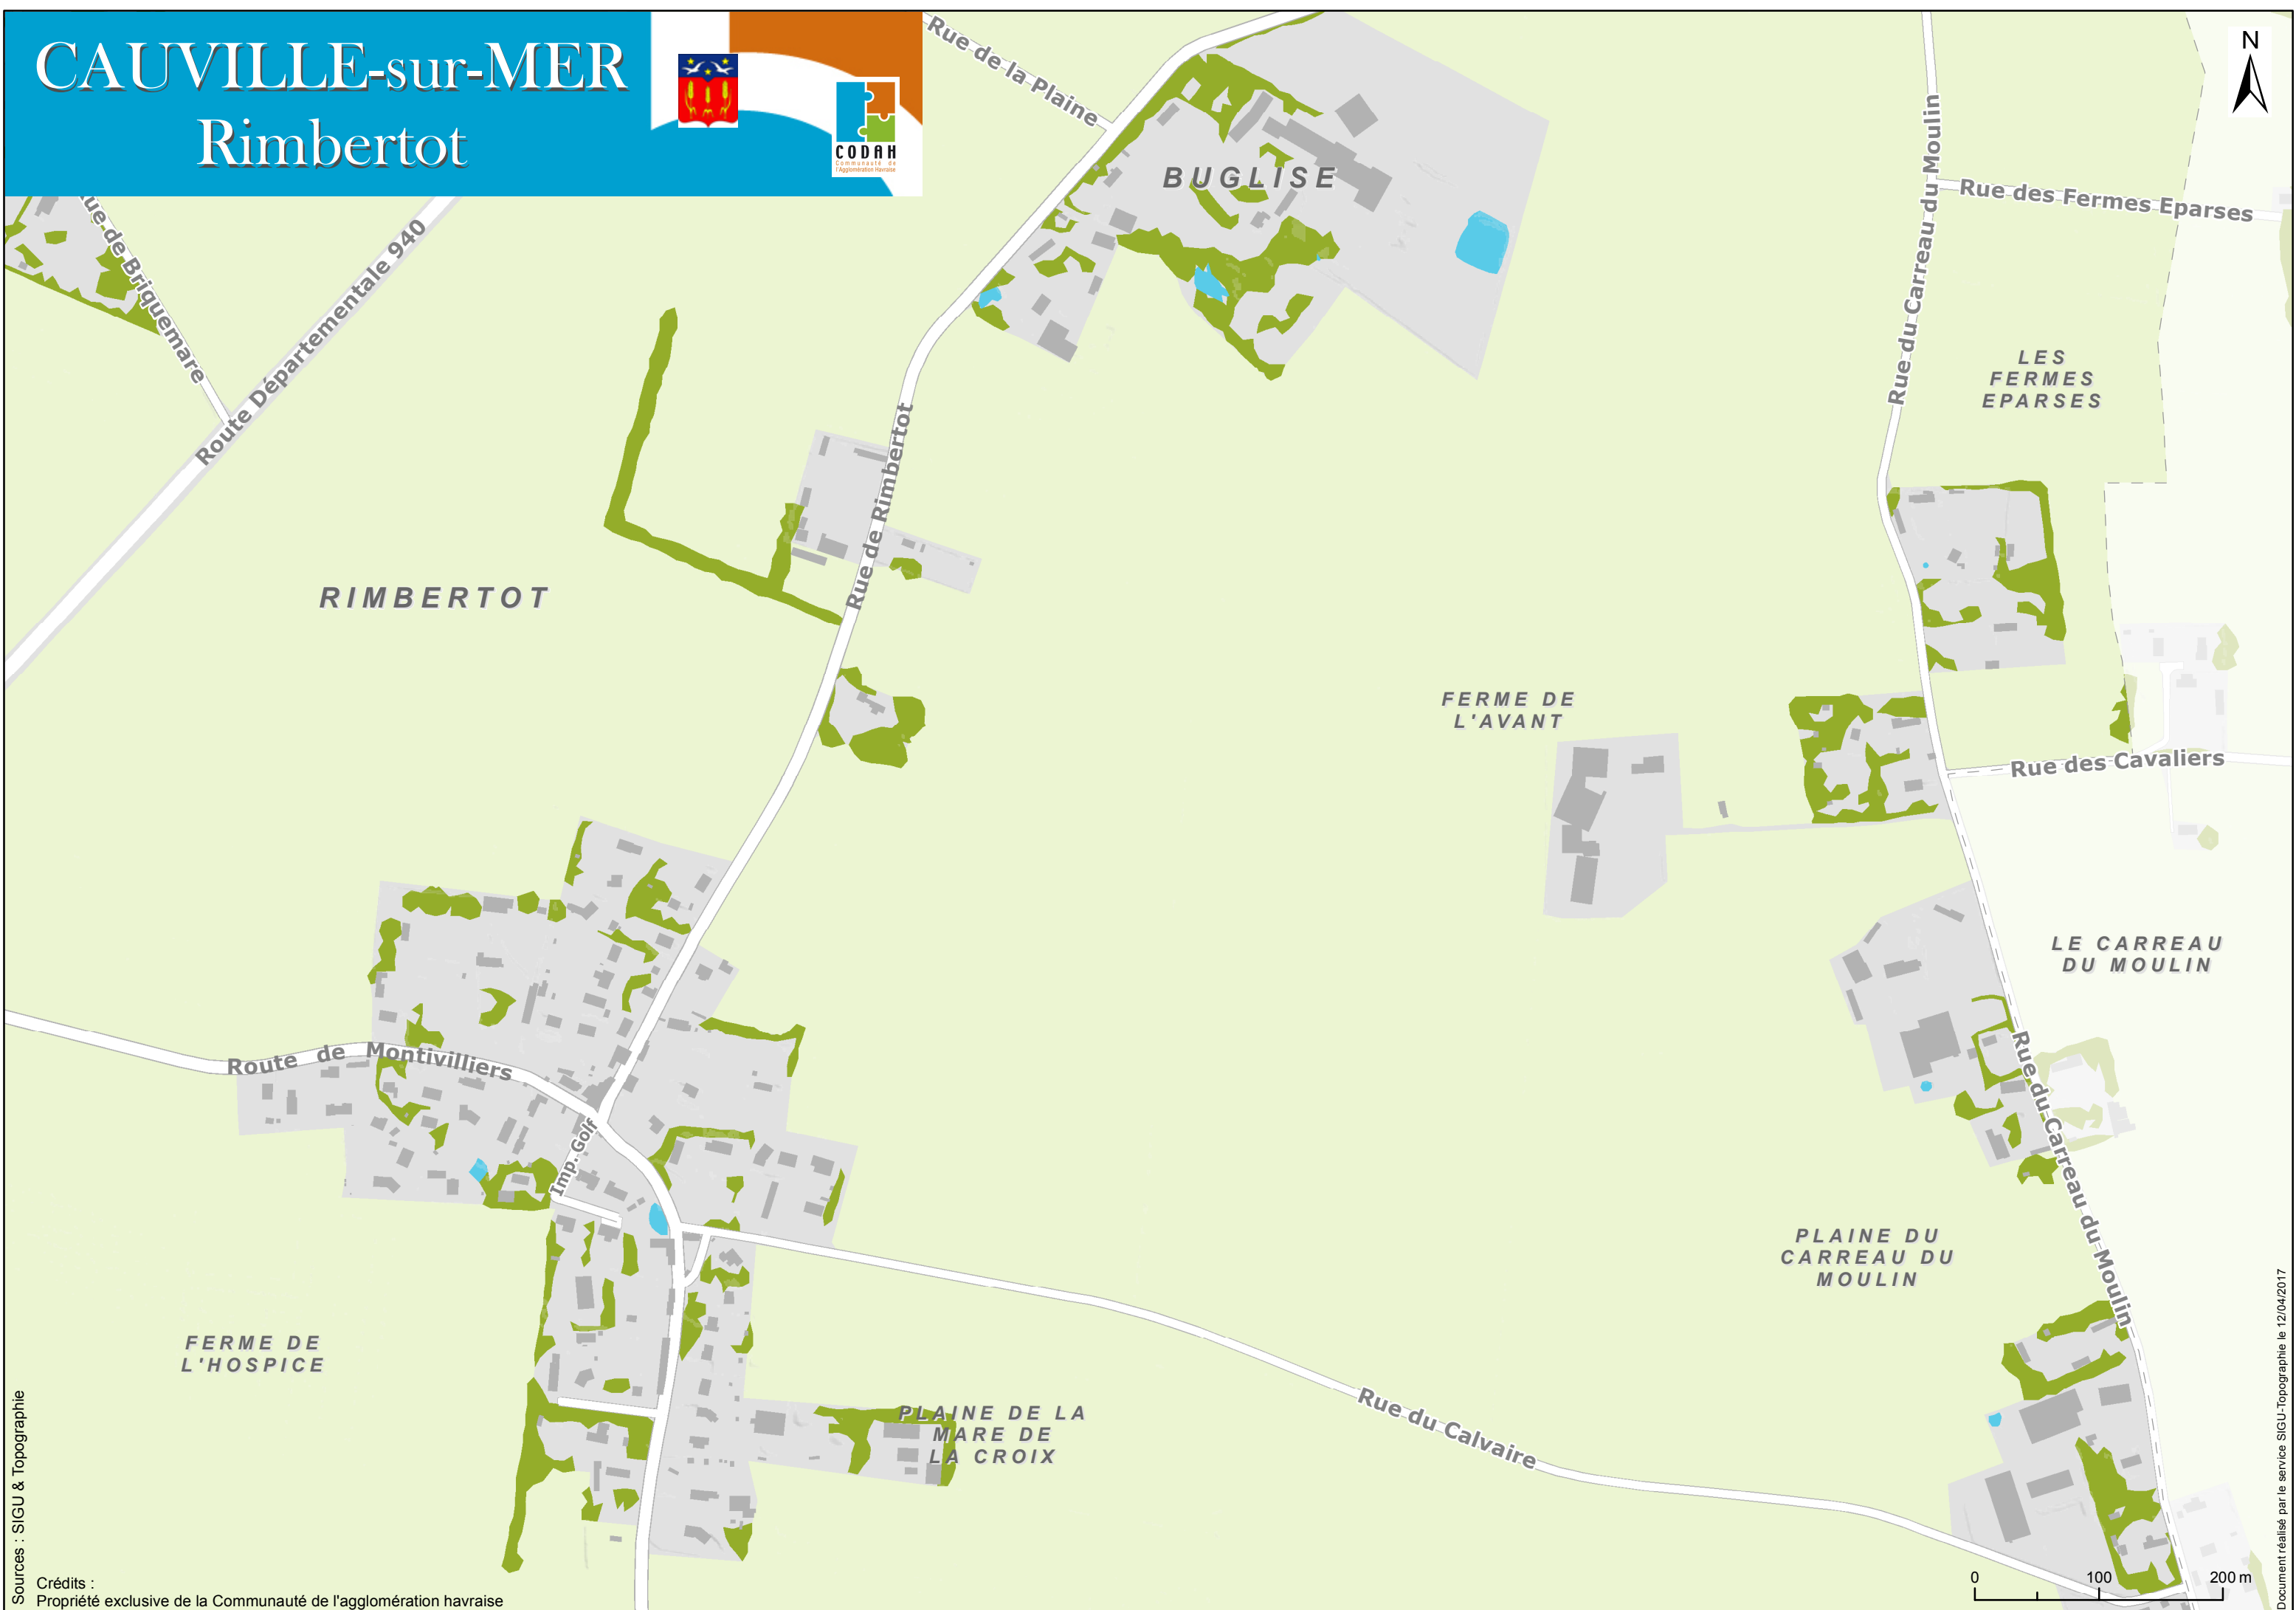 CAUVILLE-sur-MER
Rimbertot
CODAH
Communauté de
l'Agglomération Havraise
N
Rue de la Plaine
BUGLISE
Rue du Carreau du Moulin
Rue des Fermes Eparses
Rue de Briquemare
Route Départementale 940
LES
FERMES
EPARSES
Rue de Rimbertot
RIMBERTOT
FERME DE
L'AVANT
Rue des Cavaliers
LE CARREAU
DU MOULIN
Route de Montivilliers
Imp. Golf
Rue du Carreau du Moulin
PLAINE DU
CARREAU DU
MOULIN
FERME DE
L'HOSPICE
PLAINE DE LA
MARE DE
LA CROIX
Rue du Calvaire
0 100 200 m
Sources : SIGU & Topographie
Crédits :
Propriété exclusive de la Communauté de l'agglomération havraise
Document réalisé par le service SIGU-Topographie le 12/04/2017